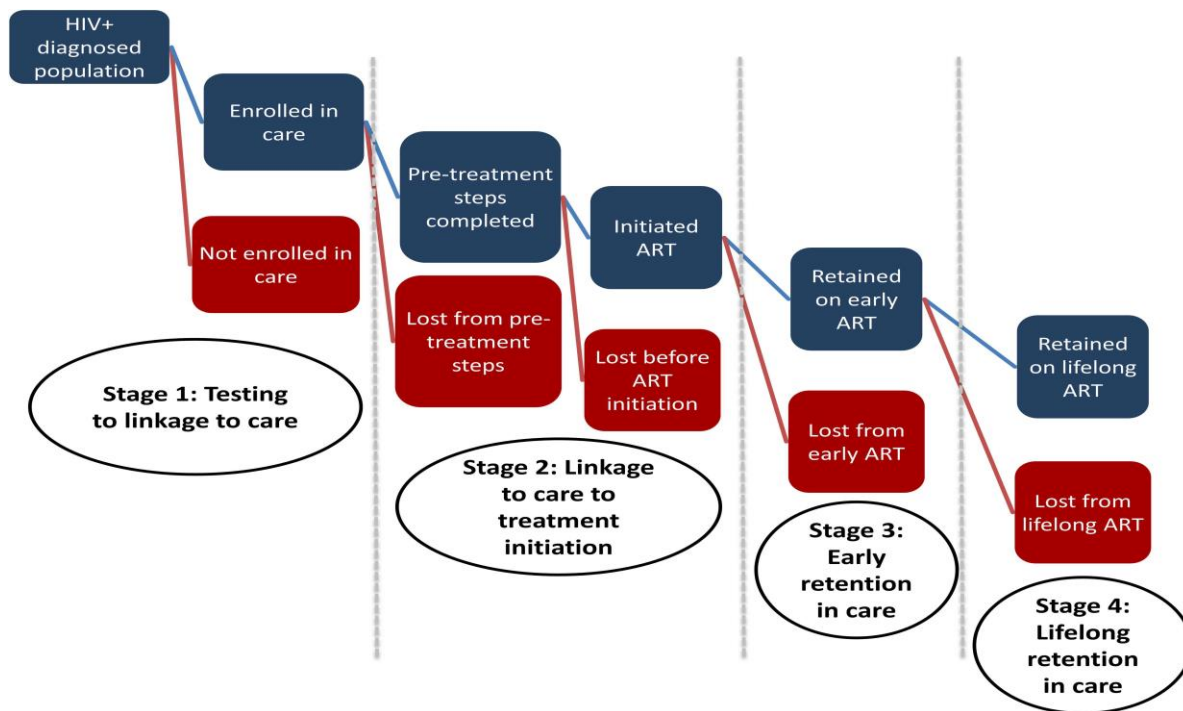 HIV+
diagnosed
population
Enrolled in
care
Not enrolled in
care
Stage 1: Testing
to linkage to care
Pre-treatment
steps
completed
Lost from pre-
treatment
steps
Initiated
ART
Lost before
ART
initiation
Stage 2: Linkage
to care to
treatment
initiation
Retained
on early
ART
Lost from
early ART
Stage 3:
Early
retention
in care
Retained
on lifelong
ART
Lost from
lifelong ART
Stage 4:
Lifelong
retention
in care